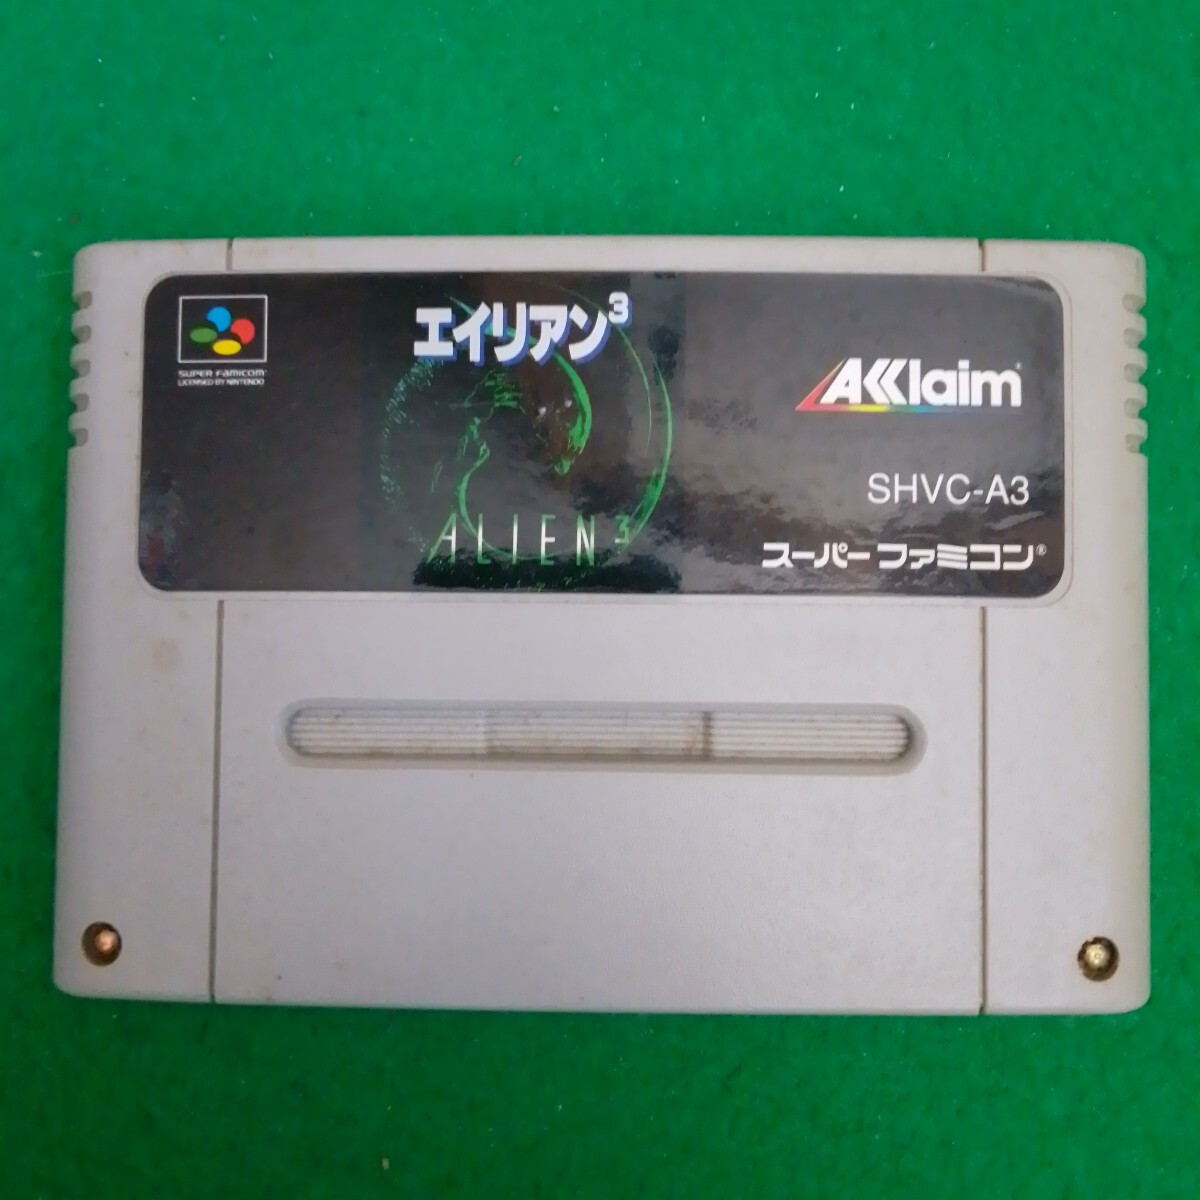 エイリアン³
SUPER FAMICOM™
LICENSED BY NINTENDO
AKKlaim®
SHVC-A3
ALIEN³
スーパーファミコン®